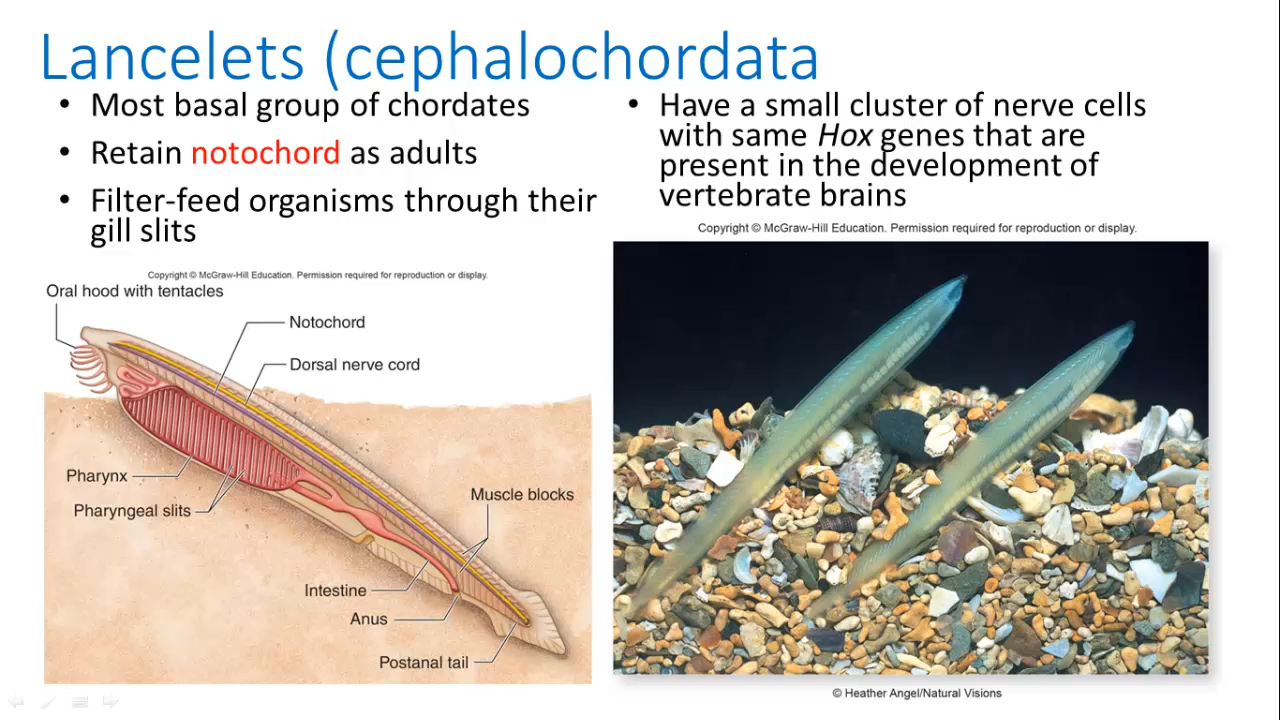 Lancelets (cephalochordata
• Most basal group of chordates
• Retain notochord as adults
• Filter-feed organisms through their
gill slits
• Have a small cluster of nerve cells
with same Hox genes that are
present in the development of
vertebrate brains
Copyright © McGraw-Hill Education. Permission required for reproduction or display.
Oral hood with tentacles
Notochord
Dorsal nerve cord
Pharynx
Pharyngeal slits
Muscle blocks
Intestine
Anus
Postanal tail
Copyright © McGraw-Hill Education. Permission required for reproduction or display.
© Heather Angel/Natural Visions